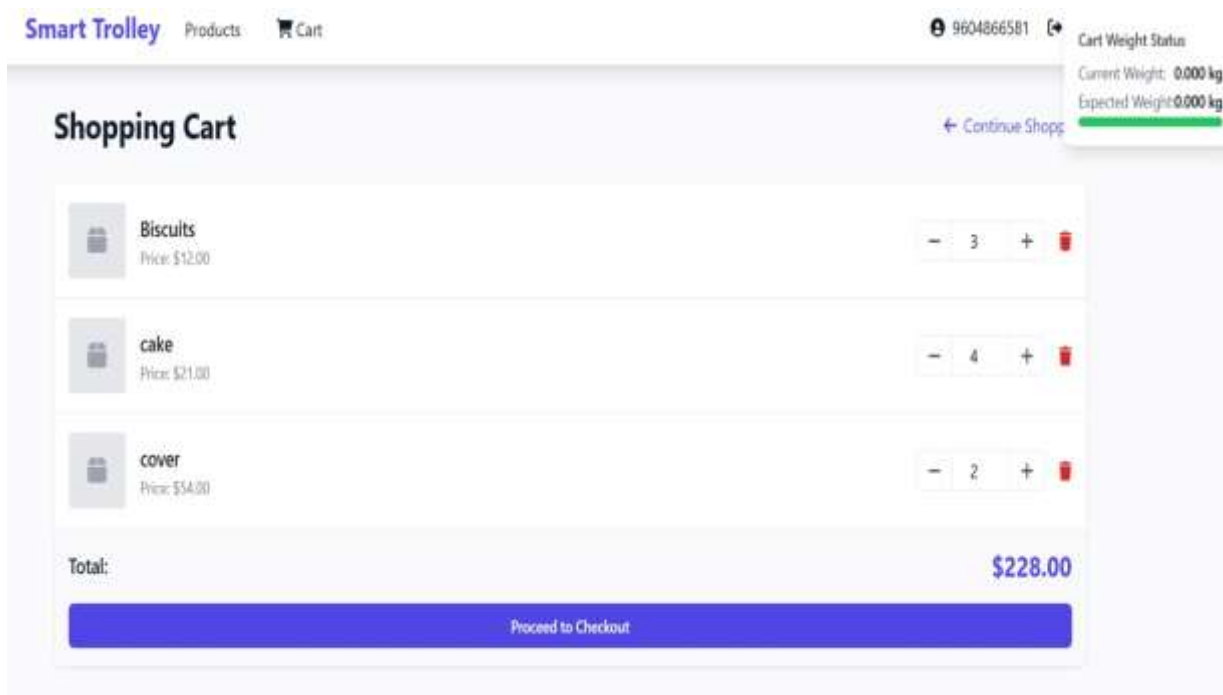 Smart Trolley Products Cart 9604866581
Cart Weight Status
Current Weight: 0.000 kg
Expected Weight:0.000 kg
Shopping Cart
← Continue Shopp
Biscuits
Price: $12.00
− 3 +
cake
Price: $21.00
− 4 +
cover
Price: $54.00
− 2 +
Total: $228.00
Proceed to Checkout